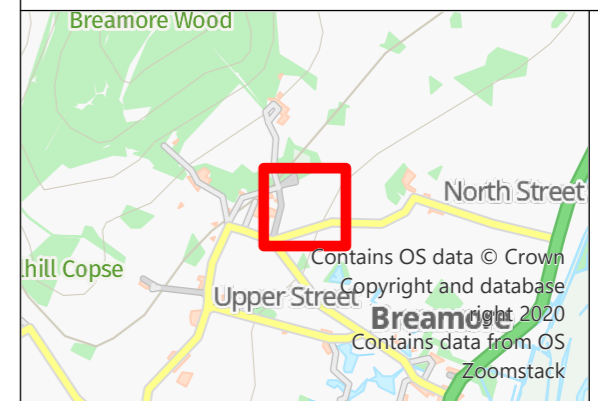 Breamore Wood
North Street
hill Copse
Upper Street
Breamore
Contains OS data © Crown
Copyright and database
right 2020
Contains data from OS
Zoomstack